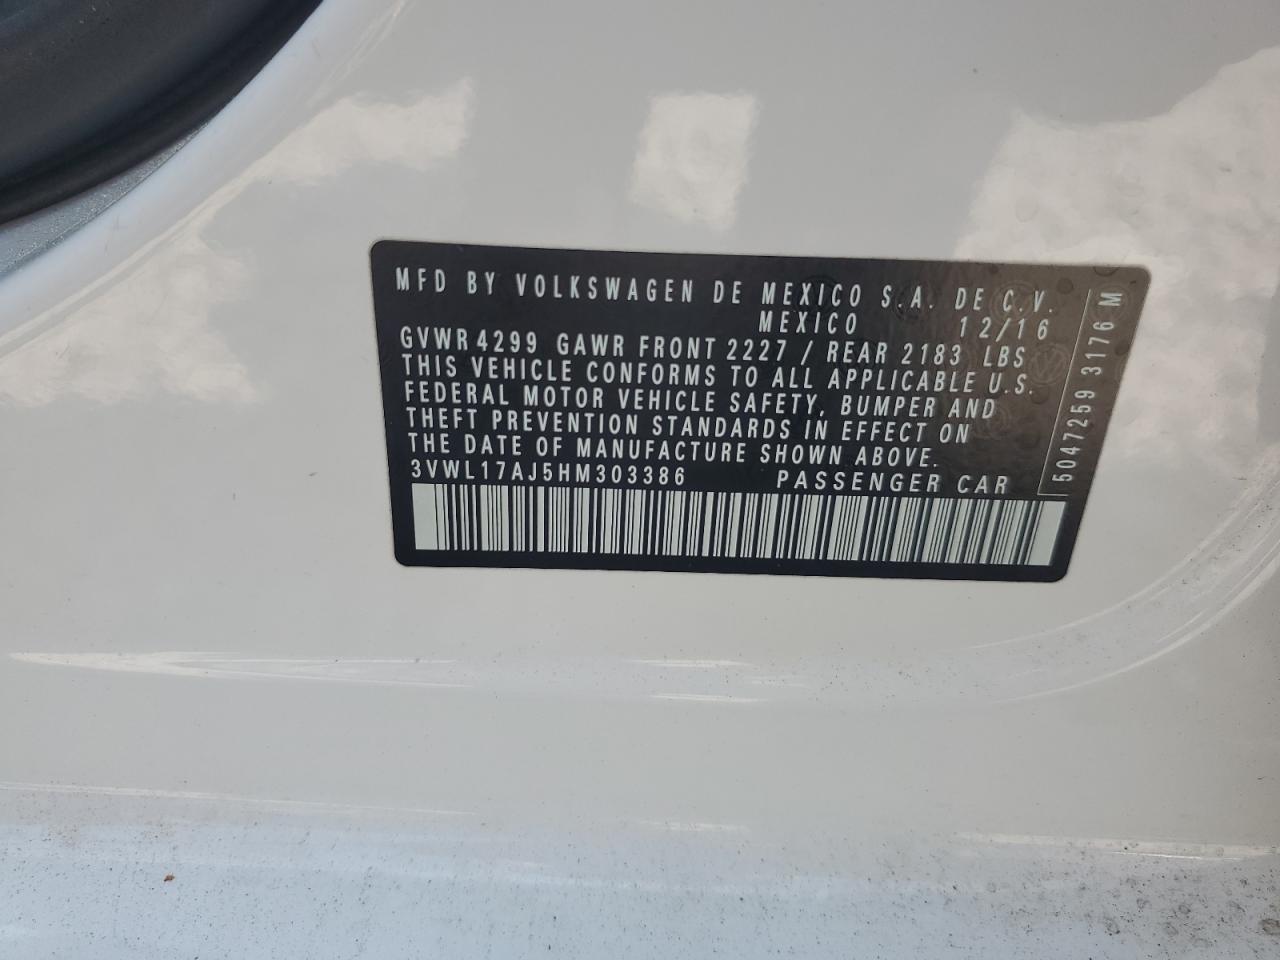 MFD BY VOLKSWAGEN DE MEXICO S.A. DE C.V.
MEXICO 12/16
GVWR 4299 GAWR FRONT 2227 / REAR 2183 LBS
THIS VEHICLE CONFORMS TO ALL APPLICABLE U.S.
FEDERAL MOTOR VEHICLE SAFETY, BUMPER AND
THEFT PREVENTION STANDARDS IN EFFECT ON
THE DATE OF MANUFACTURE SHOWN ABOVE.
3VWL17AJ5HM303386 PASSENGER CAR
5047259 3176 M